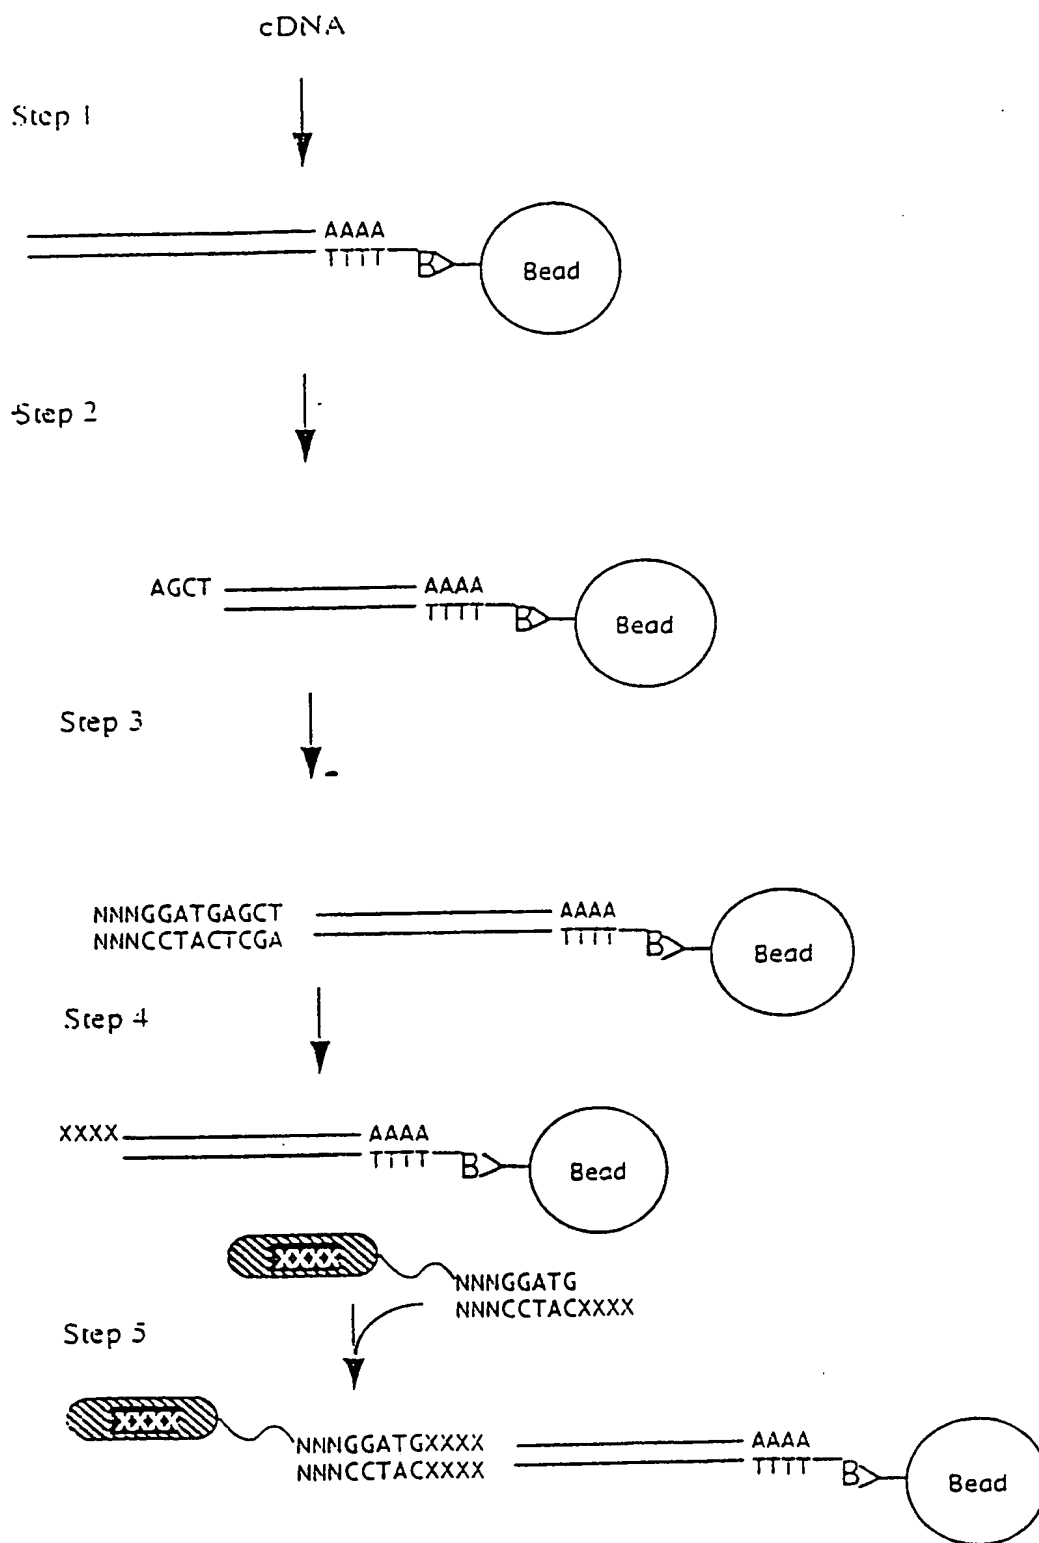 cDNA
Step 1
AAAA
TTTT
B
Bead
Step 2
AGCT
AAAA
TTTT
B
Bead
Step 3
NNNGGATGAGCT
NNNCCTACTCGA
AAAA
TTTT
B
Bead
Step 4
XXXX
AAAA
TTTT
B
Bead
XXXX
NNNGGATG
NNNCCTACXXXX
Step 5
XXXX
NNNGGATGXXXX
NNNCCTACXXXX
AAAA
TTTT
B
Bead